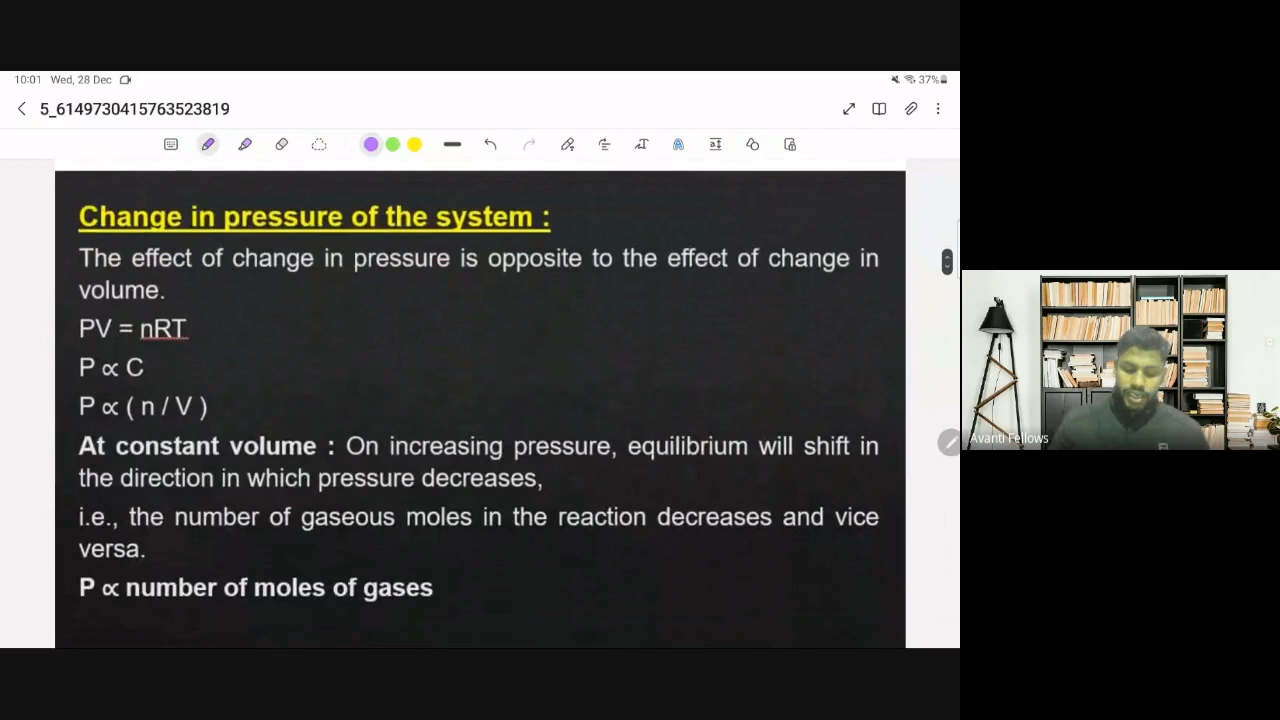 10:01 Wed, 28 Dec
37%
5_6149730415763523819
Change in pressure of the system :
The effect of change in pressure is opposite to the effect of change in
volume.
PV = nRT
P ∝ C
P ∝ ( n / V )
At constant volume : On increasing pressure, equilibrium will shift in
the direction in which pressure decreases,
i.e., the number of gaseous moles in the reaction decreases and vice
versa.
P ∝ number of moles of gases
Avanti Fellows